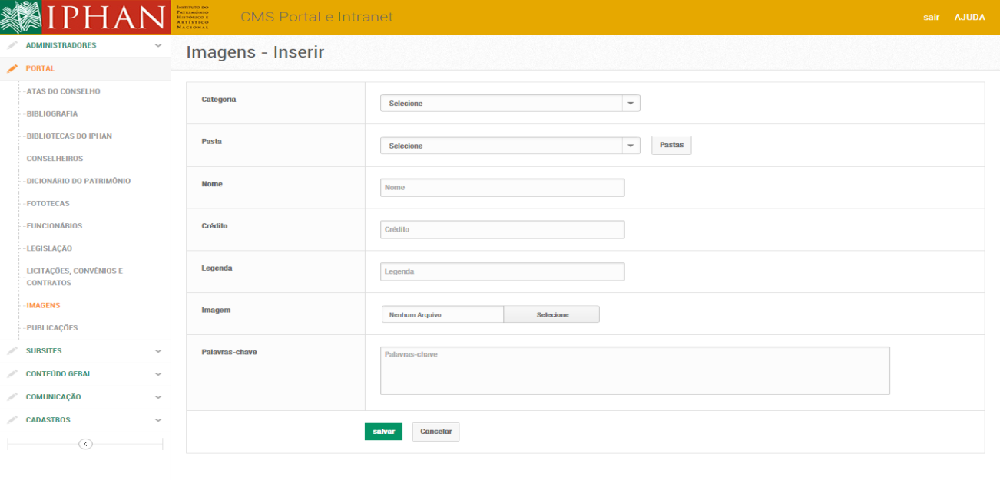 IPHAN
INSTITUTO DO
PATRIMÔNIO
HISTÓRICO E
ARTÍSTICO
NACIONAL
CMS Portal e Intranet
sair AJUDA
ADMINISTRADORES
PORTAL
ATAS DO CONSELHO
BIBLIOGRAFIA
BIBLIOTECAS DO IPHAN
CONSELHEIROS
DICIONÁRIO DO PATRIMÔNIO
FOTOTECAS
FUNCIONÁRIOS
LEGISLAÇÃO
LICITAÇÕES, CONVÊNIOS E
CONTRATOS
IMAGENS
PUBLICAÇÕES
SUBSITES
CONTEÚDO GERAL
COMUNICAÇÃO
CADASTROS
Imagens - Inserir
Categoria
Selecione
Pasta
Selecione Pastas
Nome
Nome
Crédito
Crédito
Legenda
Legenda
Imagem
Nenhum Arquivo Selecione
Palavras-chave
Palavras-chave
salvar Cancelar